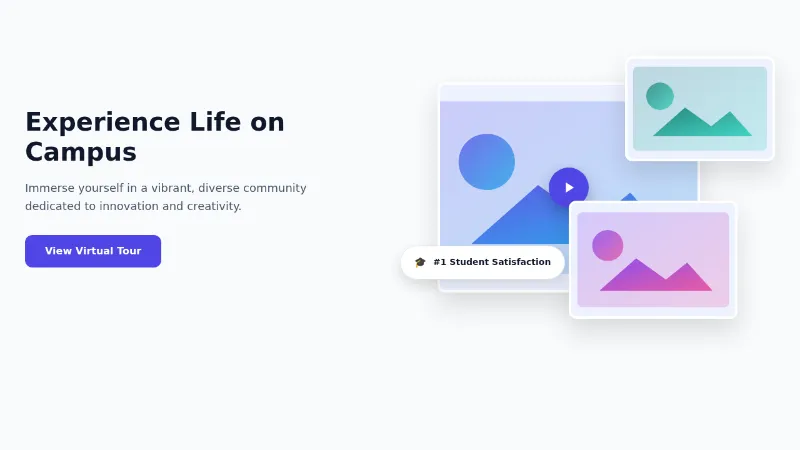 Experience Life on
Campus
Immerse yourself in a vibrant, diverse community
dedicated to innovation and creativity.
View Virtual Tour
🎓 #1 Student Satisfaction